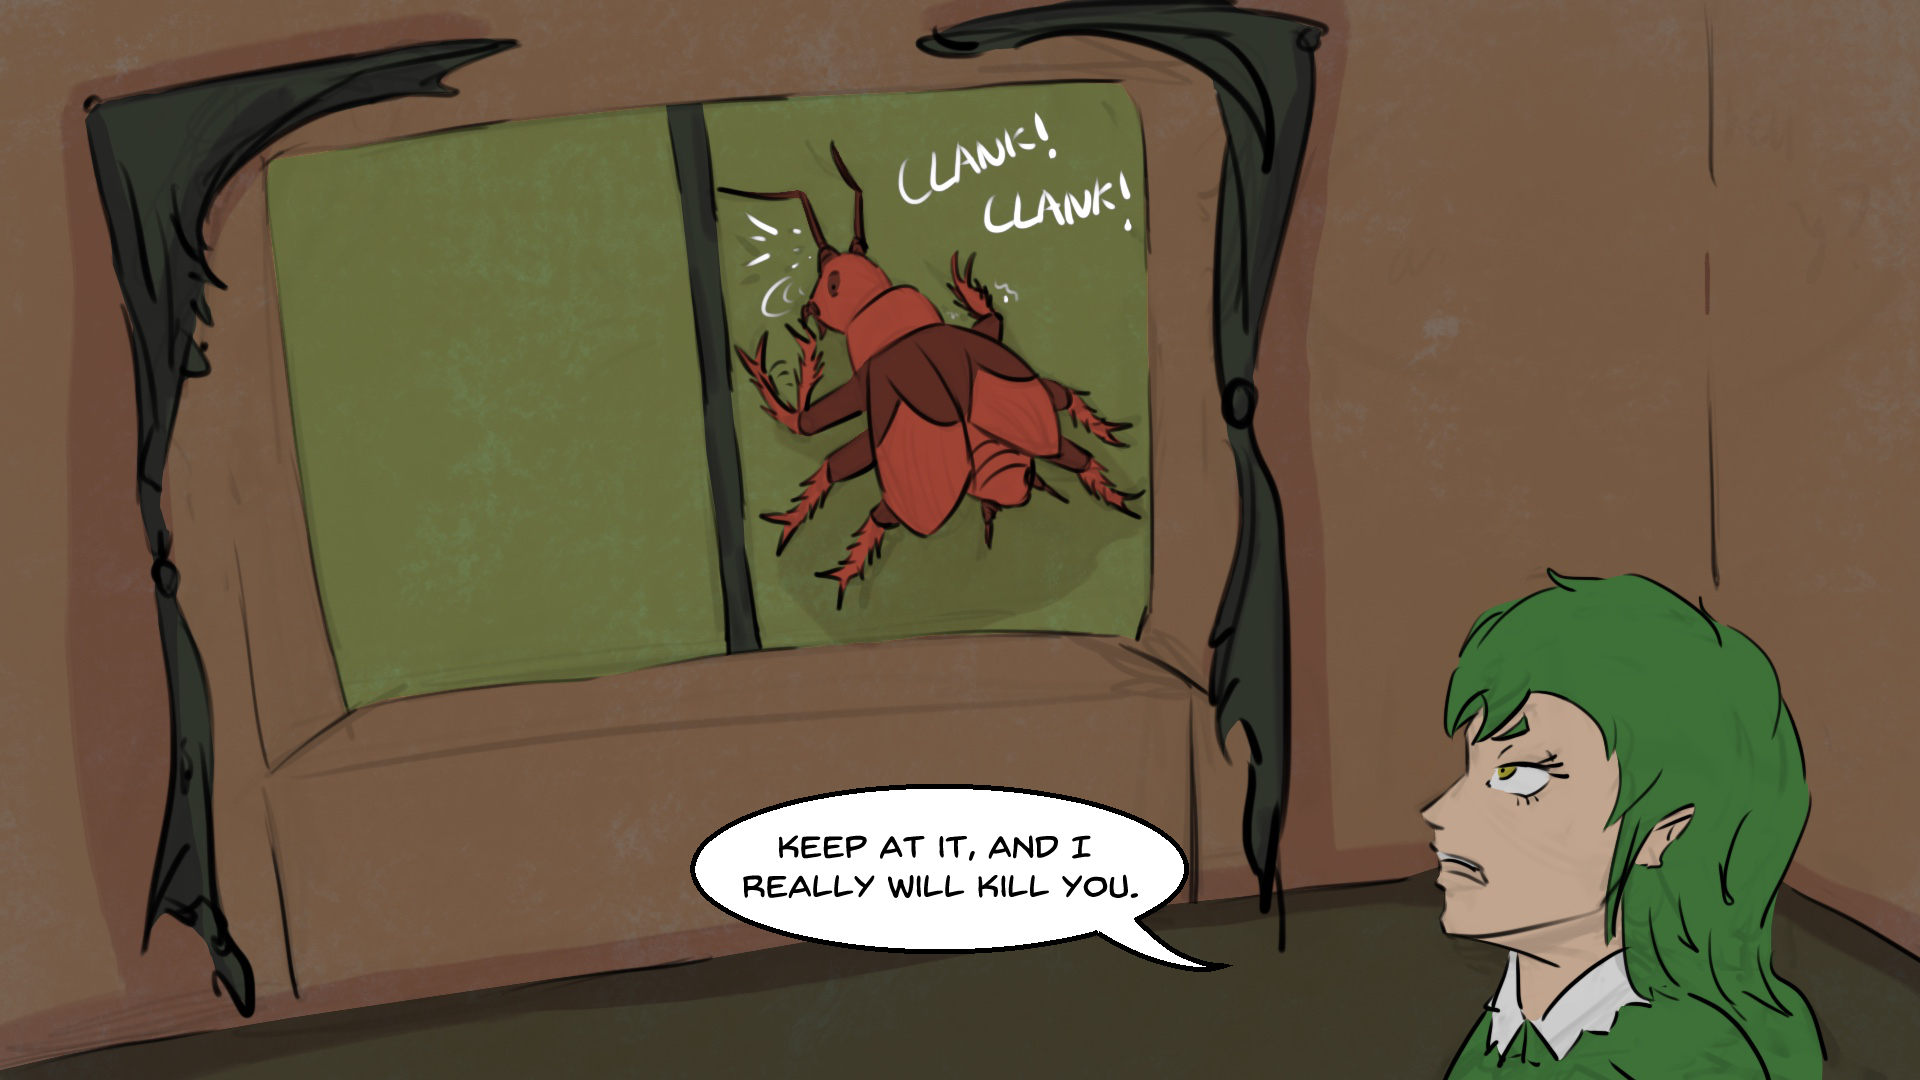 CLANK!
CLANK!
KEEP AT IT, AND I
REALLY WILL KILL YOU.